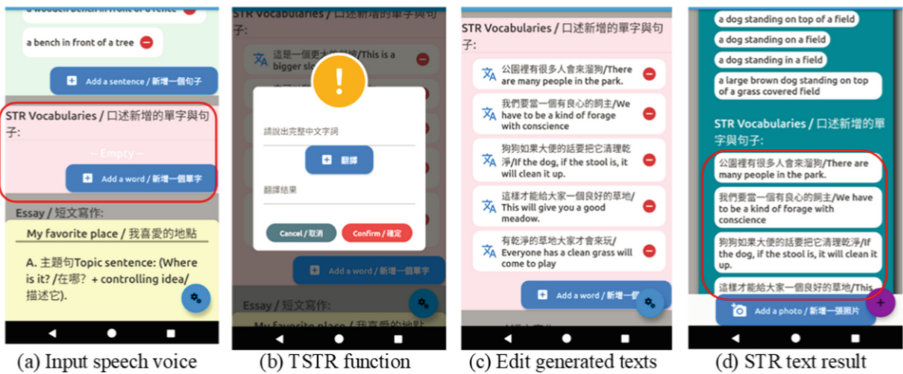 a wooden bench in front of a fence
a bench in front of a tree
Add a sentence / 新增一個句子
STR Vocabularies / 口述新增的單字與句
子:
-- Empty --
Add a word / 新增一個單字
Essay / 短文寫作:
My favorite place / 我喜愛的地點
A. 主題句Topic sentence: (Where
is it? /在哪? + controlling idea/
描述它).
(a) Input speech voice
STR Vocabularies / 口述新增的單字與句
子:
這是一個更大的
/This is a
bigger
請說出完整中文字詞
翻譯
翻譯結果
Cancel / 取消
Confirm / 確定
Add a word / 新增一個單字
Essay / 短文寫作:
My favorite place / 我喜愛的地點
(b) TSTR function
STR Vocabularies / 口述新增的單字與句
子:
公園裡有很多人會來溜狗/There
are many people in the park.
我們要當一個有良心的飼主/We
have to be a kind of forage
with conscience
狗狗如果大便的話要把它清理乾
淨/If the dog, if the stool is, it
will clean it up.
這樣才能給大家一個良好的草地/
This will give you a good
meadow.
有乾淨的草地大家才會來玩/
Everyone has a clean grass will
come to play
Add a word / 新增一個
(c) Edit generated texts
a dog standing on top of a field
a dog standing on a field
a dog standing in a field
a large brown dog standing on top
of a grass covered field
STR Vocabularies / 口述新增的單
字與句子:
公園裡有很多人會來溜狗/There are
many people in the park.
我們要當一個有良心的飼主/We have
to be a kind of forage with
conscience
狗狗如果大便的話要把它清理乾淨/If
the dog, if the stool is, it will clean it
up.
這樣才能給大家一個良好的草地/This
Add a photo / 新增一張照片
(d) STR text result